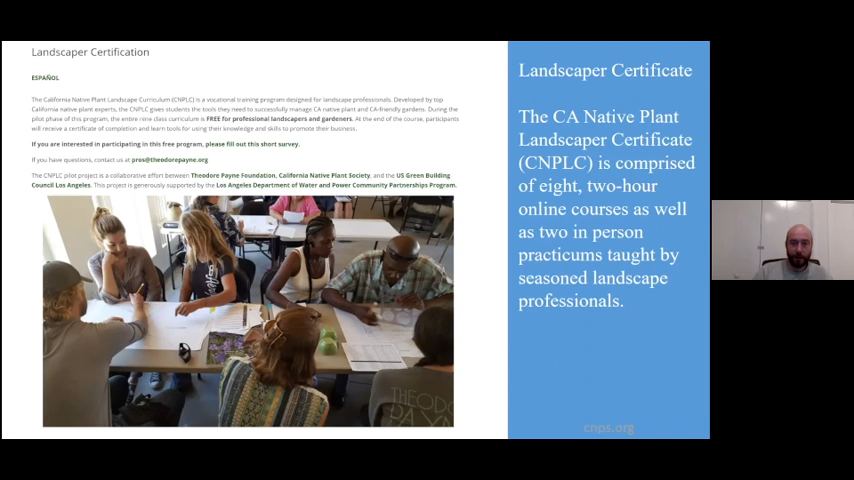 Landscaper Certification
ESPAÑOL
The California Native Plant Landscape Curriculum (CNPLC) is a vocational training program designed for landscape professionals. Developed by top
California native plant experts, the CNPLC gives students the tools they need to successfully manage CA native plant and CA-friendly gardens. During the
pilot phase of this program, the entire nine class curriculum is FREE for professional landscapers and gardeners. At the end of the course, participants
will receive a certificate of completion and learn tools for using their knowledge and skills to promote their business.
If you are interested in participating in this free program, please fill out this short survey.
If you have questions, contact us at pros@theodorepayne.org
The CNPLC pilot project is a collaborative effort between Theodore Payne Foundation, California Native Plant Society, and the US Green Building
Council Los Angeles. This project is generously supported by the Los Angeles Department of Water and Power Community Partnerships Program.
THEODO
PAYNE
Landscaper Certificate
The CA Native Plant
Landscaper Certificate
(CNPLC) is comprised
of eight, two-hour
online courses as well
as two in person
practicums taught by
seasoned landscape
professionals.
cnps.org